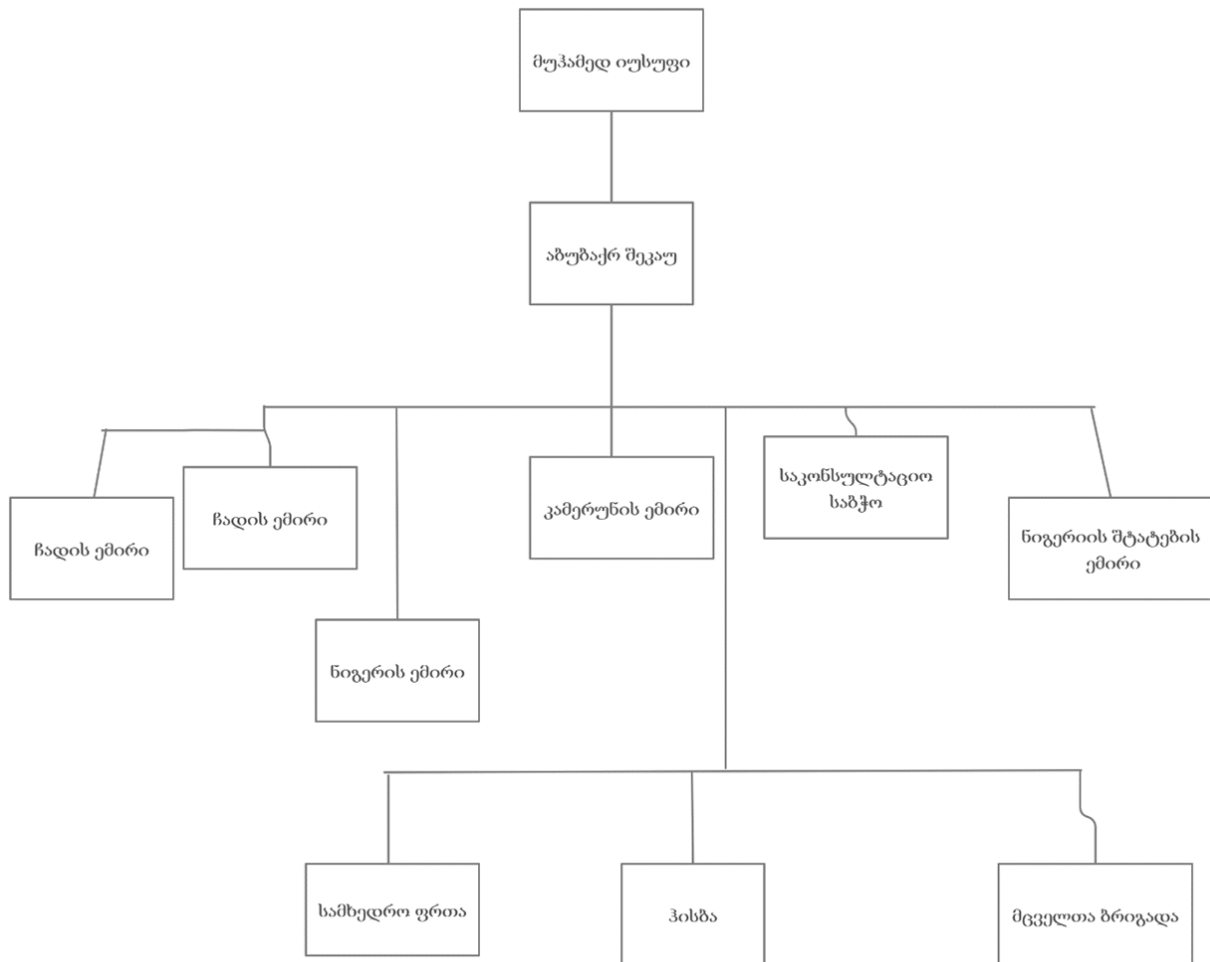 მუჰამედ იუსუფი
აბუბაქრ შეკაუ
ჩადის ემირი
ჩადის ემირი
ნიგერის ემირი
კამერუნის ემირი
საკონსულტაციო
საბჭო
ნიგერიის შტატების
ემირი
სამხედრო ფრთა
ჰისბა
მცველთა ბრიგადა